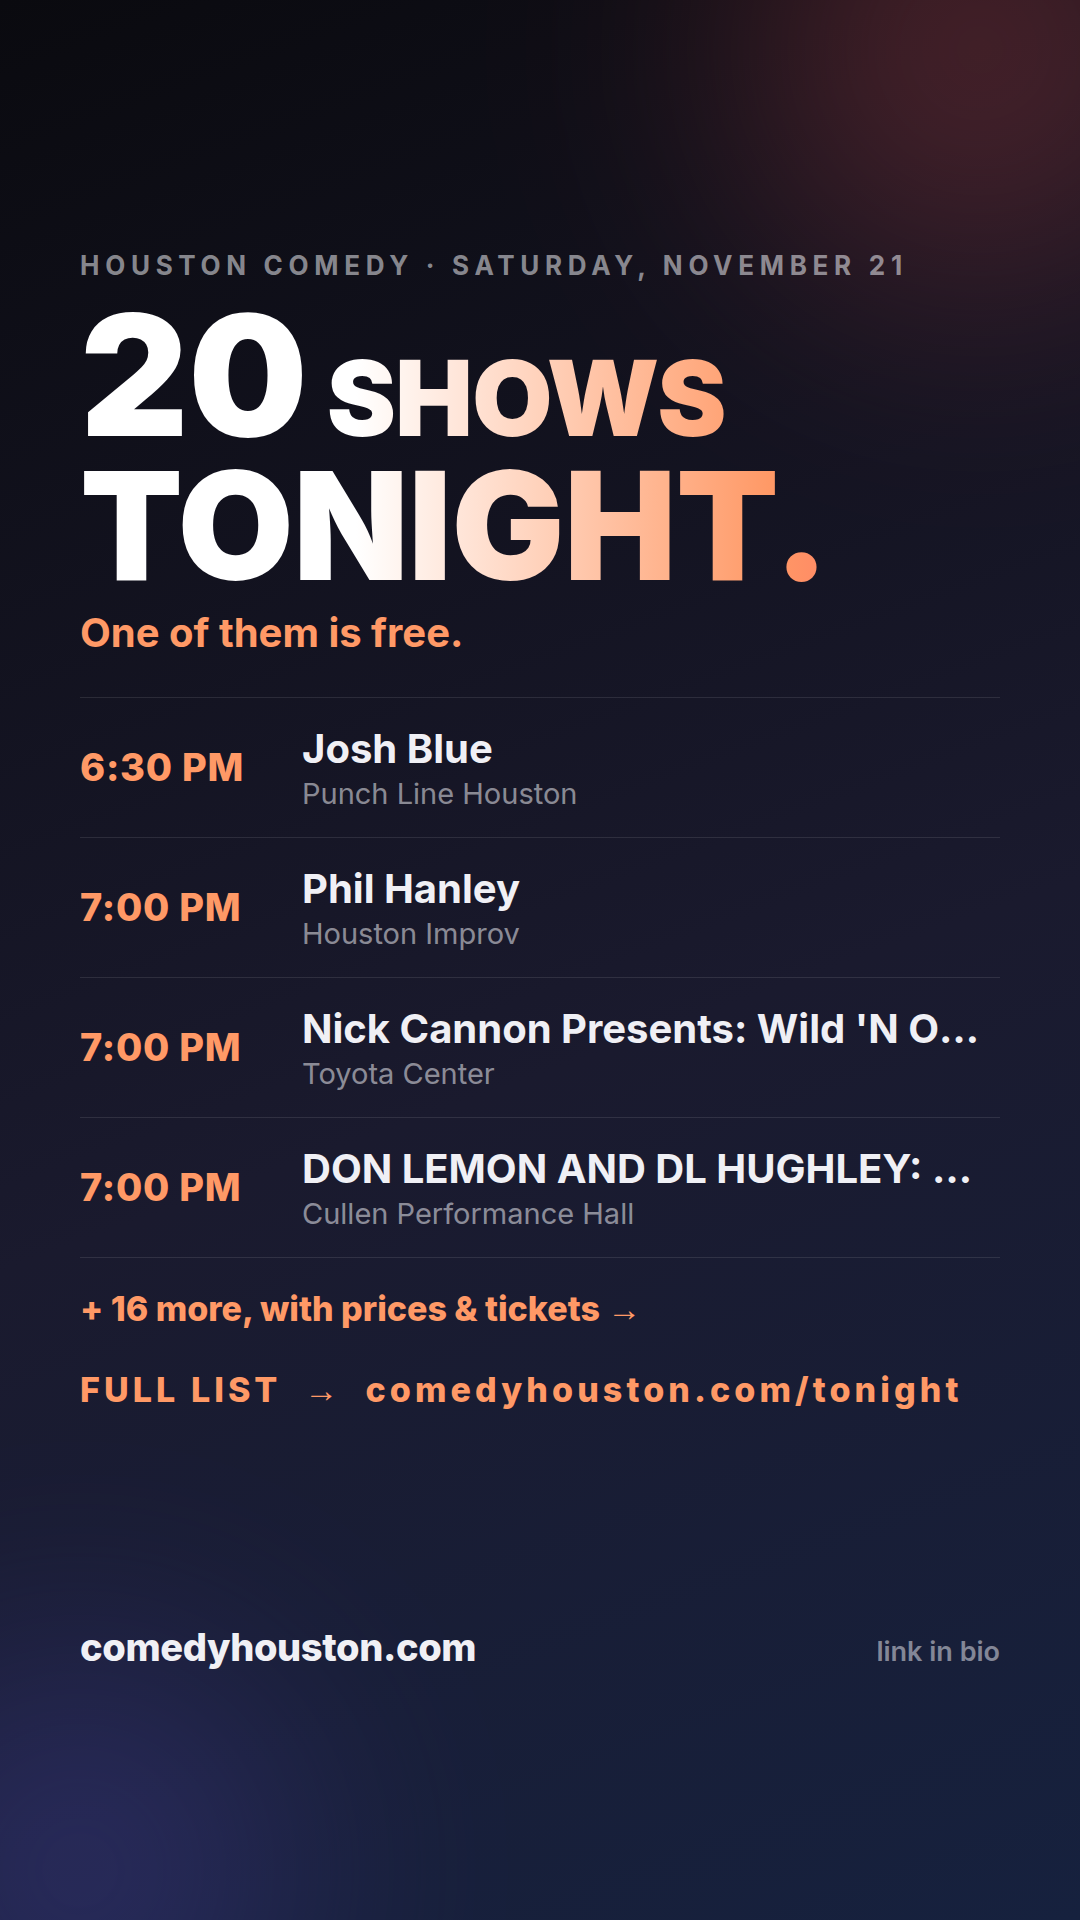 HOUSTON COMEDY · SATURDAY, NOVEMBER 21
20 SHOWS
TONIGHT.
One of them is free.
6:30 PM
Josh Blue
Punch Line Houston
7:00 PM
Phil Hanley
Houston Improv
7:00 PM
Nick Cannon Presents: Wild 'N O...
Toyota Center
7:00 PM
DON LEMON AND DL HUGHLEY: ...
Cullen Performance Hall
+ 16 more, with prices & tickets →
FULL LIST → comedyhouston.com/tonight
comedyhouston.com
link in bio